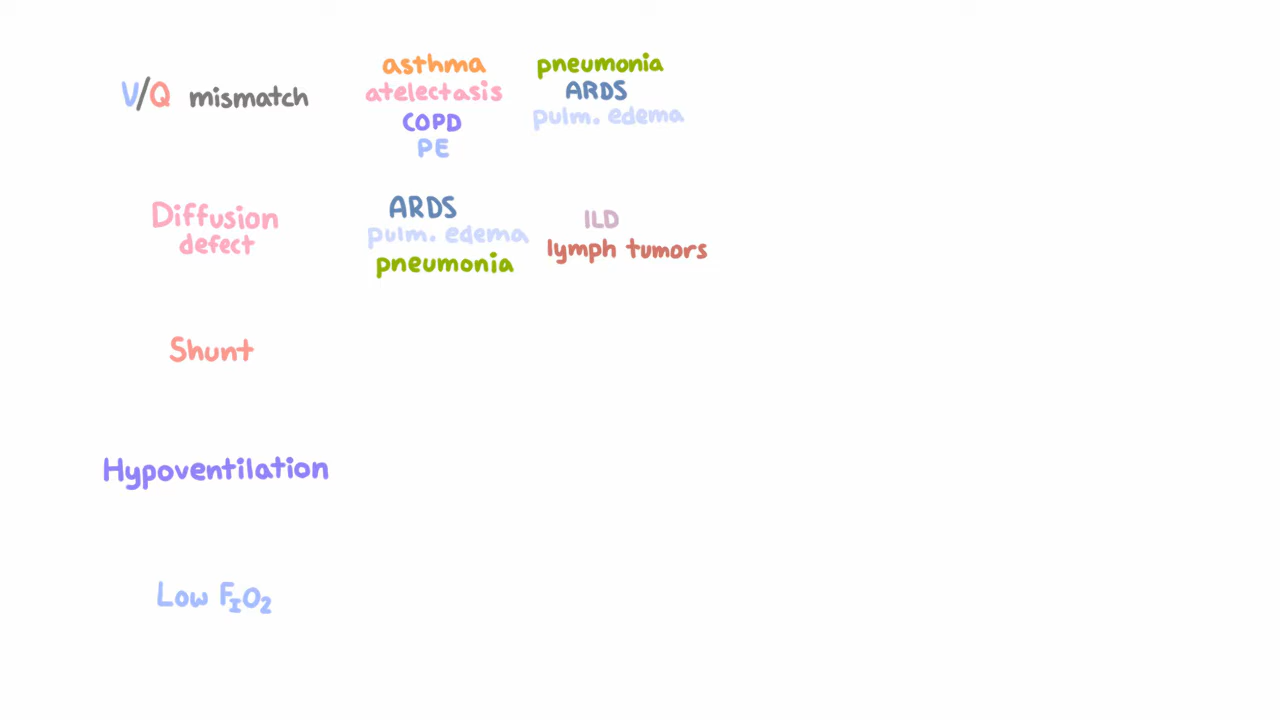 V/Q mismatch
asthma
atelectasis
COPD
PE
pneumonia
ARDS
pulm. edema
Diffusion
defect
ARDS
pulm. edema
pneumonia
ILD
lymph tumors
Shunt
Hypoventilation
Low FIO2